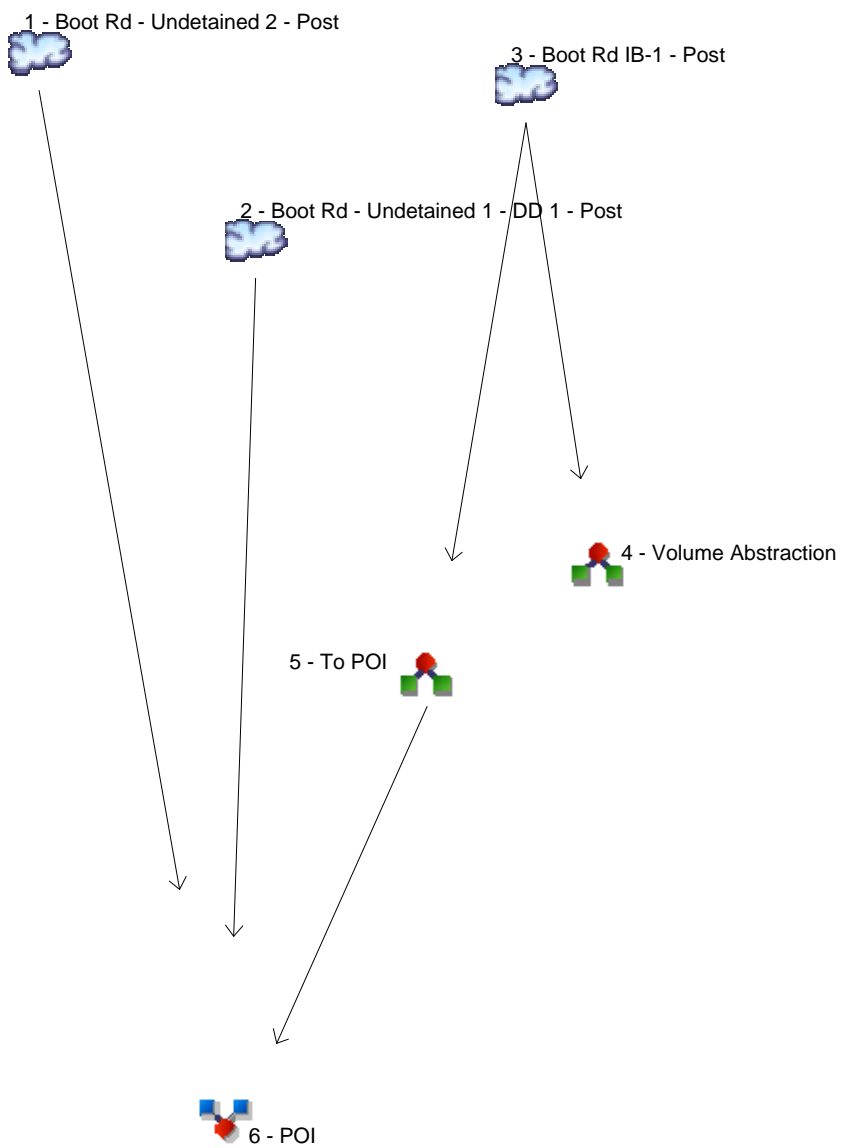 1 - Boot Rd - Undetained 2 - Post
3 - Boot Rd IB-1 - Post
2 - Boot Rd - Undetained 1 - DD 1 - Post
4 - Volume Abstraction
5 - To POI
6 - POI